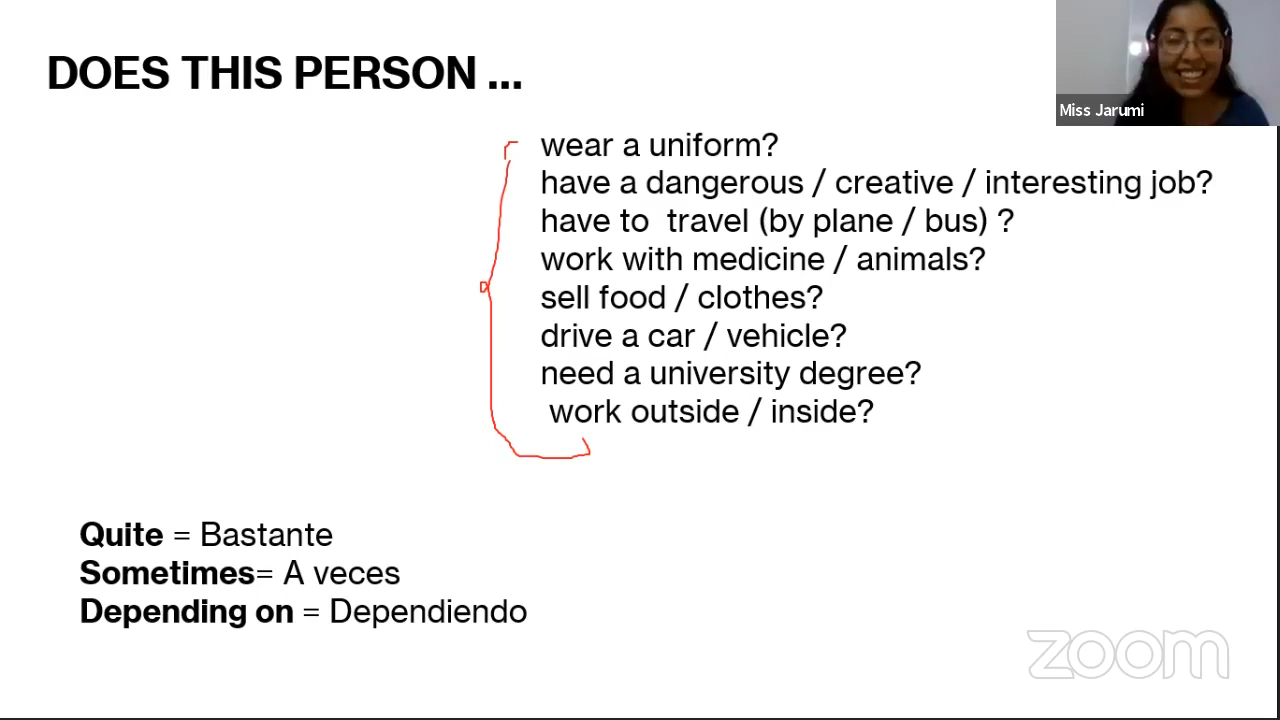 DOES THIS PERSON ...
Miss Jarumi
wear a uniform?
have a dangerous / creative / interesting job?
have to travel (by plane / bus) ?
work with medicine / animals?
sell food / clothes?
drive a car / vehicle?
need a university degree?
work outside / inside?
Quite = Bastante
Sometimes= A veces
Depending on = Dependiendo
zoom